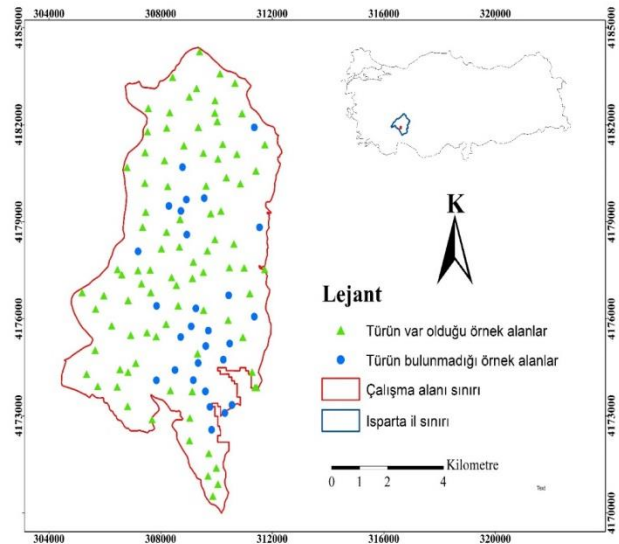 304000 308000 312000 316000 320000
4185000
4182000
4179000
4176000
4173000
4170000
K
Lejant
Türün var olduğu örnek alanlar
Türün bulunmadığı örnek alanlar
Çalışma alanı sınırı
Isparta il sınırı
Kilometre
0 1 2 4
Text
304000 308000 312000 316000 320000